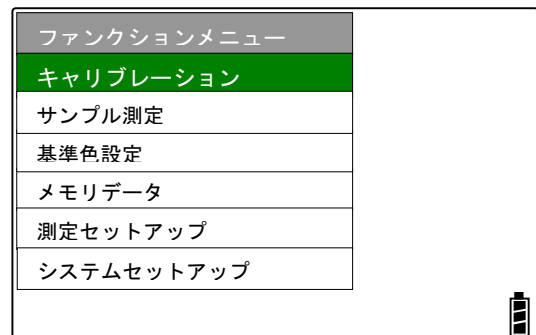 ファンクションメニュー
キャリブレーション
サンプル測定
基準色設定
メモリデータ
測定セットアップ
システムセットアップ